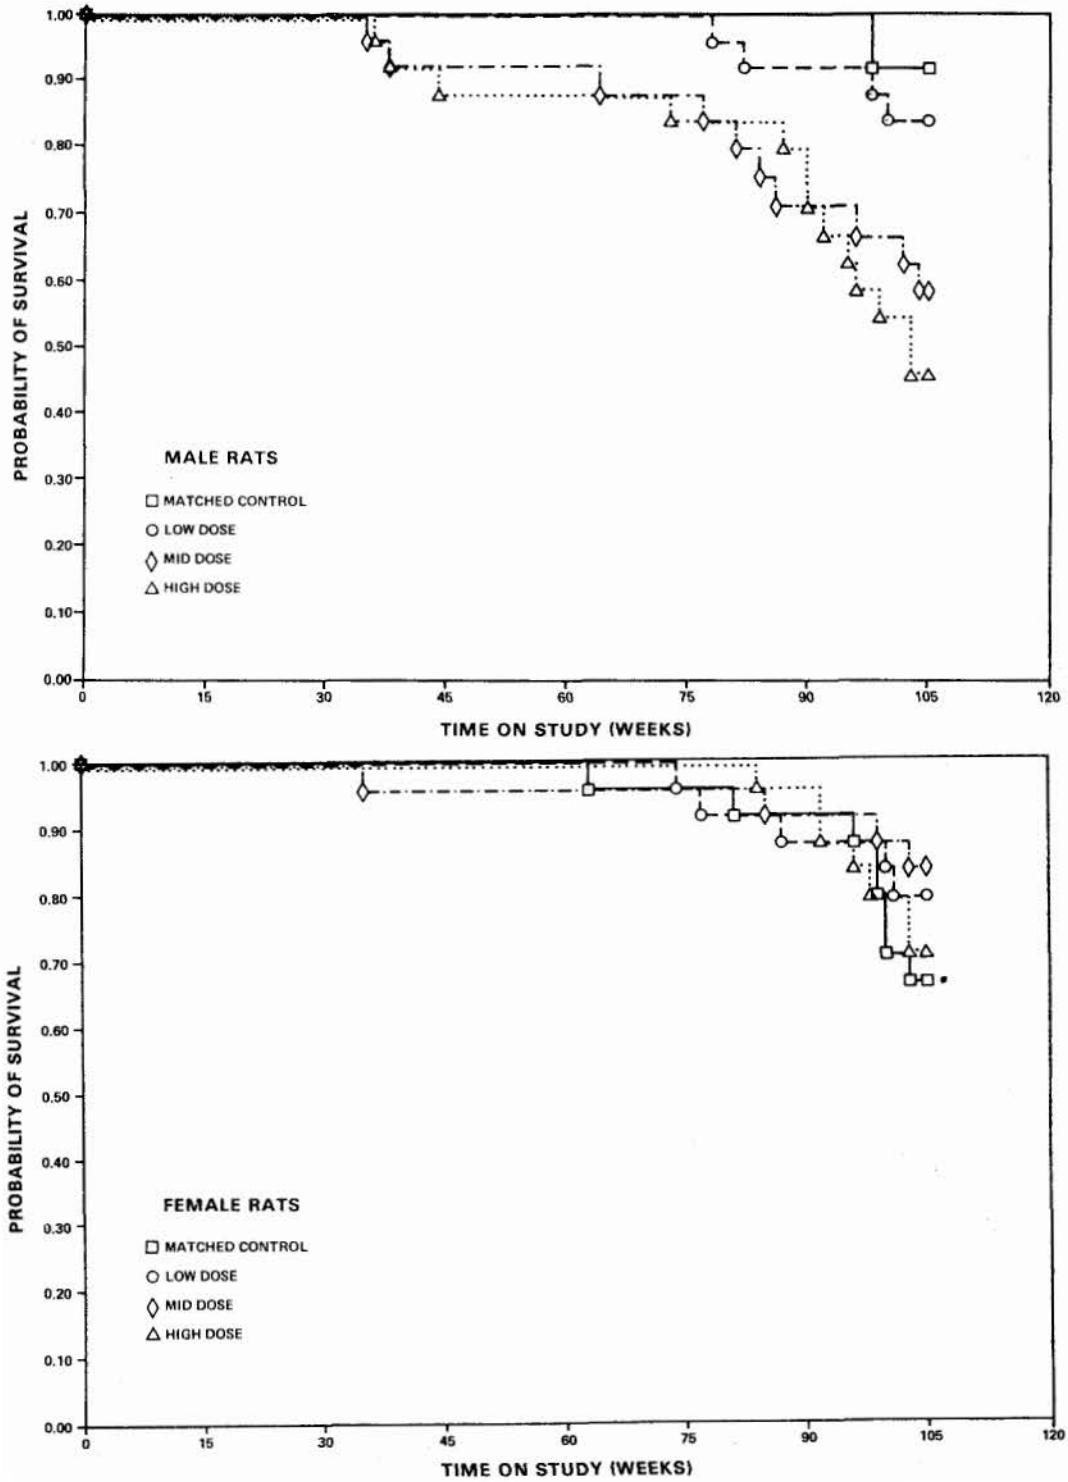 1.00
0.90
0.80
0.70
0.60
0.50
0.40
0.30
0.20
0.10
0.00
PROBABILITY OF SURVIVAL
MALE RATS
MATCHED CONTROL
LOW DOSE
MID DOSE
HIGH DOSE
0 15 30 45 60 75 90 105 120
TIME ON STUDY (WEEKS)
1.00
0.90
0.80
0.70
0.60
0.50
0.40
0.30
0.20
0.10
0.00
PROBABILITY OF SURVIVAL
FEMALE RATS
MATCHED CONTROL
LOW DOSE
MID DOSE
HIGH DOSE
0 15 30 45 60 75 90 105 120
TIME ON STUDY (WEEKS)